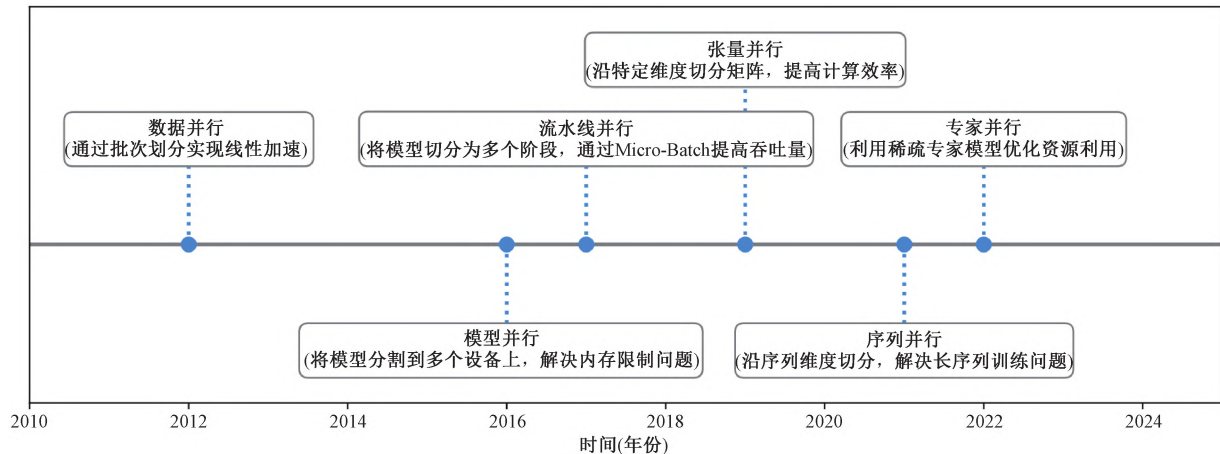 张量并行
(沿特定维度切分矩阵，提高计算效率)
数据并行
(通过批次划分实现线性加速)
流水线并行
(将模型切分为多个阶段，通过Micro-Batch提高吞吐量)
专家并行
(利用稀疏专家模型优化资源利用)
模型并行
(将模型分割到多个设备上，解决内存限制问题)
序列并行
(沿序列维度切分，解决长序列训练问题)
2010 2012 2014 2016 2018 2020 2022 2024
时间(年份)